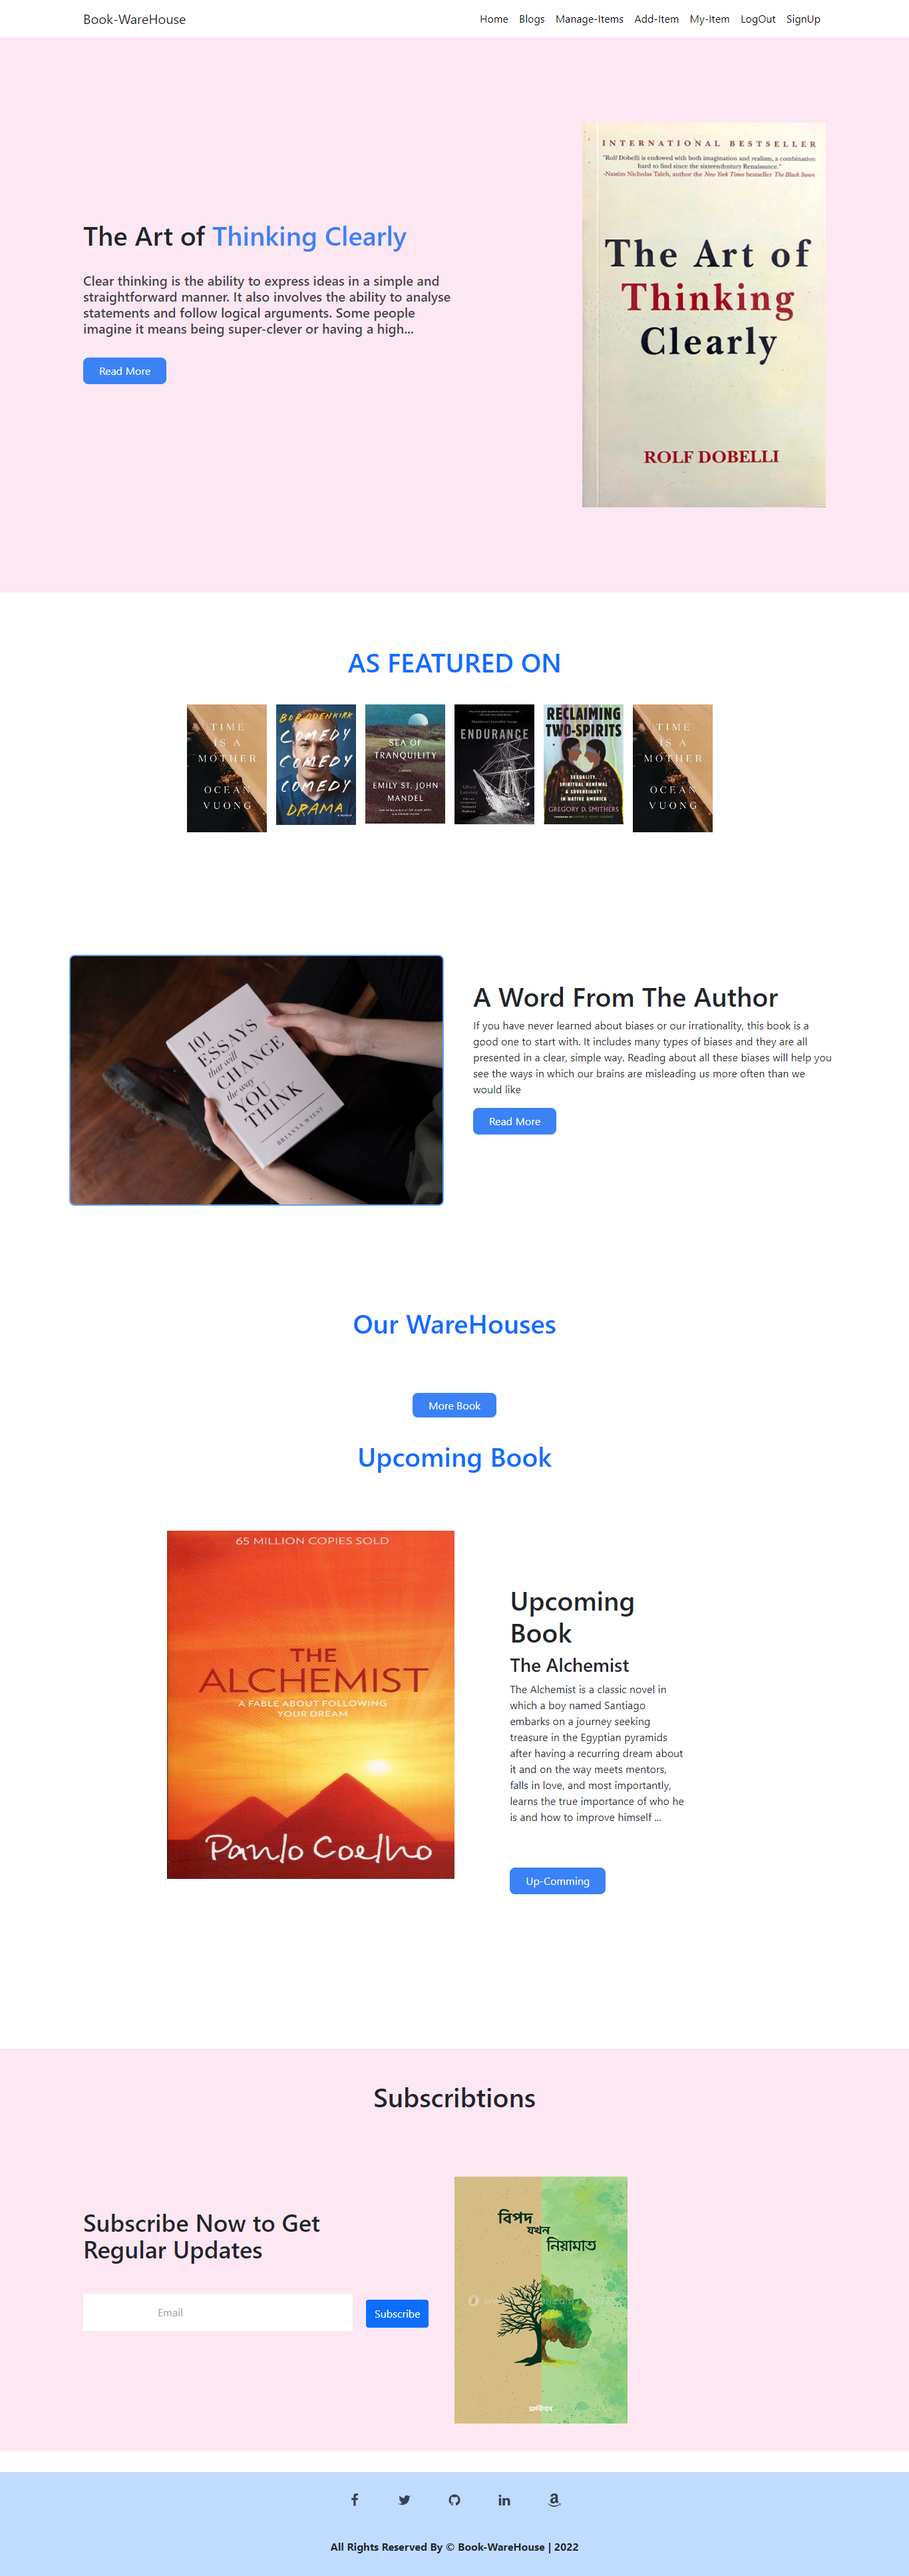 Book-WareHouse
Home Blogs Manage-Items Add-Item My-Item LogOut SignUp
The Art of Thinking Clearly
Clear thinking is the ability to express ideas in a simple and
straightforward manner. It also involves the ability to analyse
statements and follow logical arguments. Some people
imagine it means being super-clever or having a high...
Read More
INTERNATIONAL BESTSELLER
"Rolf Dobelli is endowed with both imagination and realism, a combination
hard to find since the sixteenthntury Renaissance."
-Nassim Nicholas Taleb, author the New York Times bestseller The Black Swan
The Art of
Thinking
Clearly
ROLF DOBELLI
AS FEATURED ON
TIME
IS A
MOTHER
OCEAN
VUONG
BOB ODENKIRK
COMEDY
COMEDY
COMEDY
DRAMA
SEA OF
TRANQUILITY
EMILY ST. JOHN
MANDEL
ENDURANCE
RECLAIMING
TWO-SPIRITS
SEXUALITY,
SPIRITUAL RENEWAL
& SOVEREIGNTY
IN NATIVE AMERICA
GREGORY D. SMITHERS
TIME
IS A
MOTHER
OCEAN
VUONG
101
ESSAYS
that will
CHANGE
the way
YOU
THINK
BRIANNA WIEST
A Word From The Author
If you have never learned about biases or our irrationality, this book is a
good one to start with. It includes many types of biases and they are all
presented in a clear, simple way. Reading about all these biases will help you
see the ways in which our brains are misleading us more often than we
would like
Read More
Our WareHouses
More Book
Upcoming Book
65 MILLION COPIES SOLD
THE
ALCHEMIST
A FABLE ABOUT FOLLOWING
YOUR DREAM
Paulo Coelho
Upcoming
Book
The Alchemist
The Alchemist is a classic novel in
which a boy named Santiago
embarks on a journey seeking
treasure in the Egyptian pyramids
after having a recurring dream about
it and on the way meets mentors,
falls in love, and most importantly,
learns the true importance of who he
is and how to improve himself ...
Up-Comming
Subscribtions
Subscribe Now to Get
Regular Updates
Email
Subscribe
বিপদ
যখন
নিয়ামাত
All Rights Reserved By © Book-WareHouse | 2022